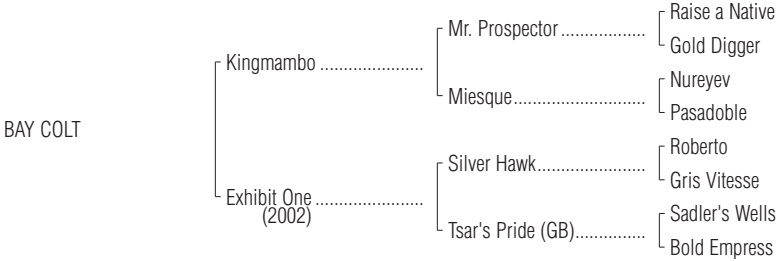 Raise a Native
Mr. Prospector ..................
Gold Digger
Kingmambo ......................
Nureyev
Miesque............................
Pasadoble
BAY COLT
Roberto
Silver Hawk.......................
Gris Vitesse
Exhibit One .......................
(2002)
Sadler's Wells
Tsar's Pride (GB)...............
Bold Empress